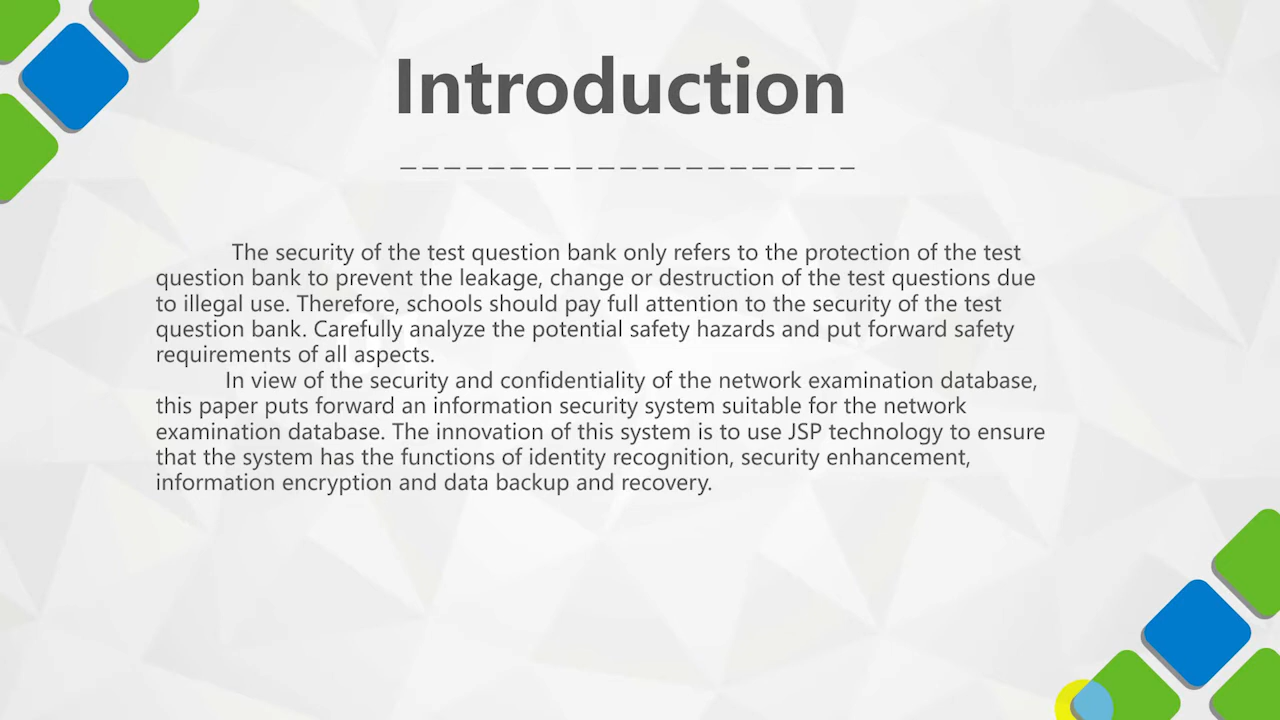 Introduction
The security of the test question bank only refers to the protection of the test
question bank to prevent the leakage, change or destruction of the test questions due
to illegal use. Therefore, schools should pay full attention to the security of the test
question bank. Carefully analyze the potential safety hazards and put forward safety
requirements of all aspects.
In view of the security and confidentiality of the network examination database,
this paper puts forward an information security system suitable for the network
examination database. The innovation of this system is to use JSP technology to ensure
that the system has the functions of identity recognition, security enhancement,
information encryption and data backup and recovery.